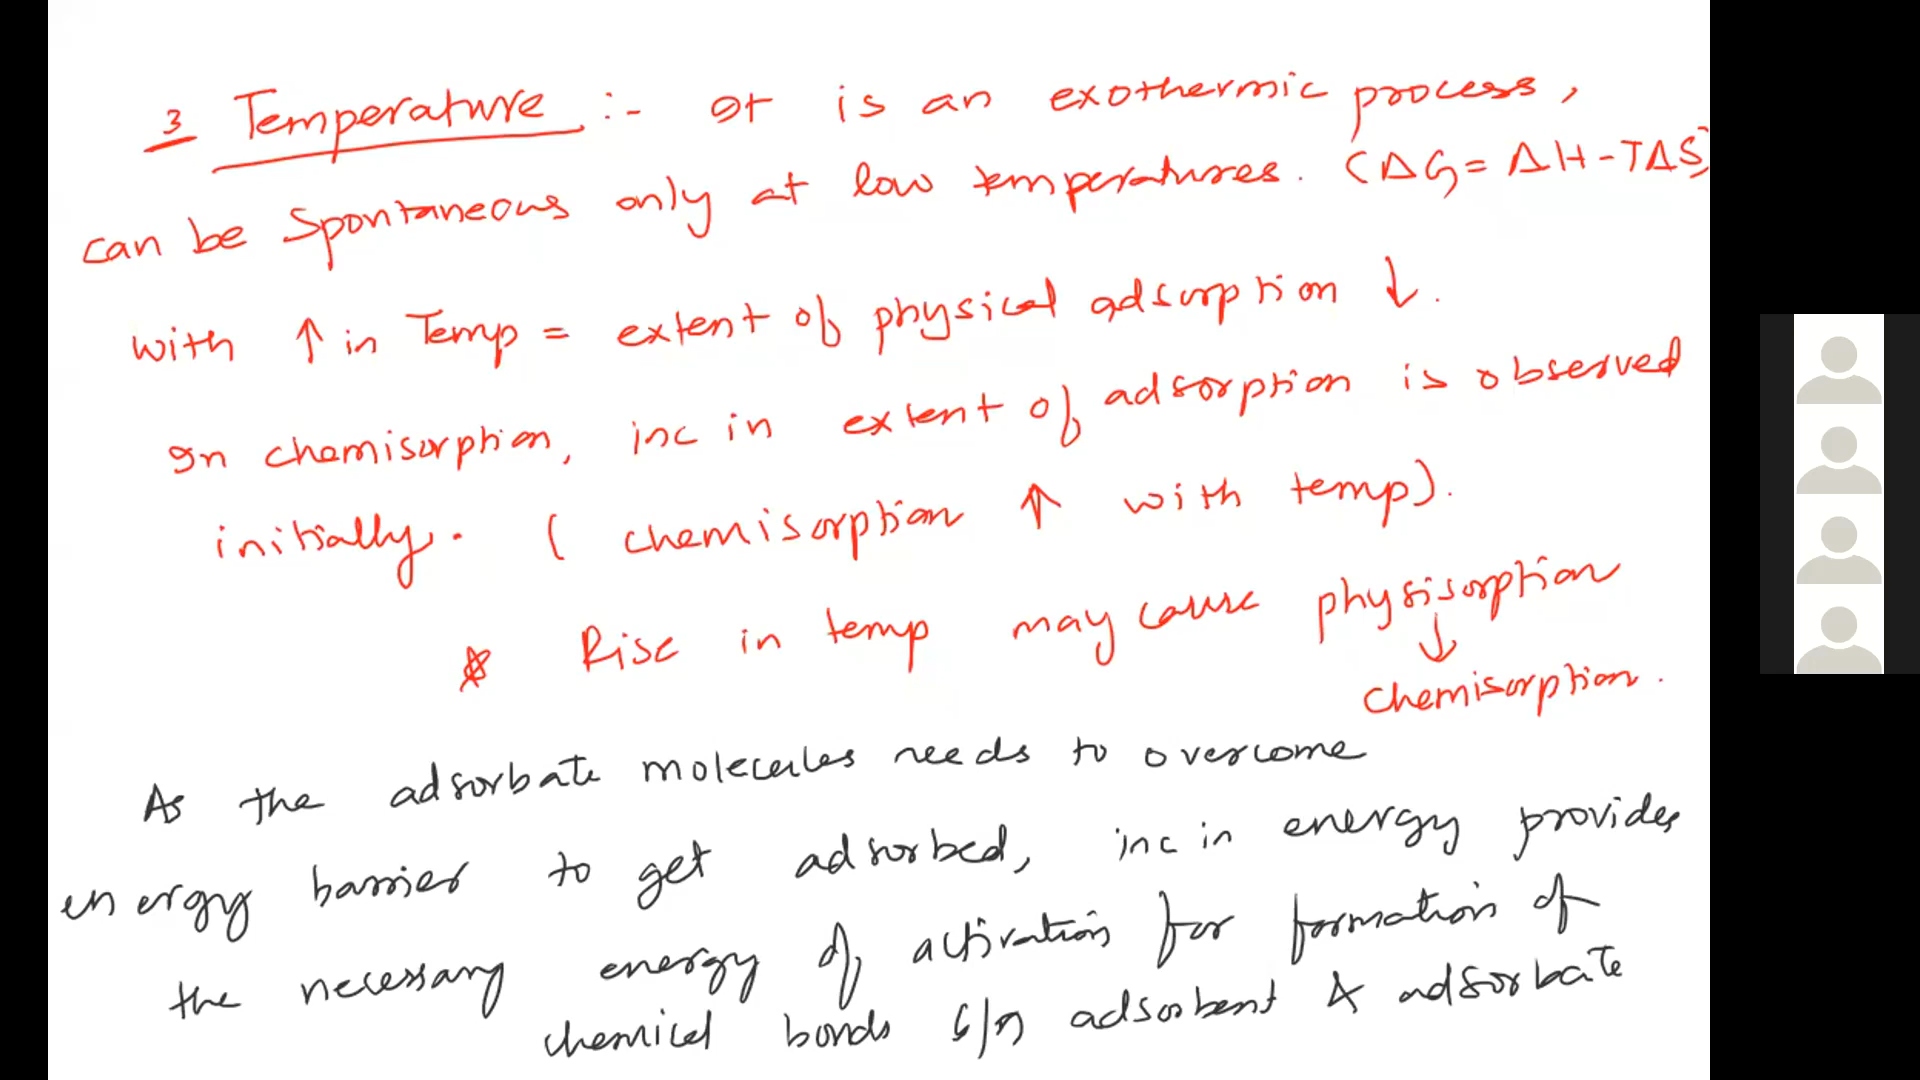 3 Temperature :- It is an exothermic process,
can be spontaneous only at low temperatures. (ΔG = ΔH - TΔS)
with ↑ in Temp = extent of physical adsorption ↓.
In chemisorption, inc in extent of adsorption is observed
initially. ( chemisorption ↑ with temp).
* Rise in temp may cause physisorption
↓
chemisorption.
As the adsorbate molecules needs to overcome
energy barrier to get adsorbed, inc in energy provides
the necessary energy of activation for formation of
chemical bonds b/n adsorbent & adsorbate